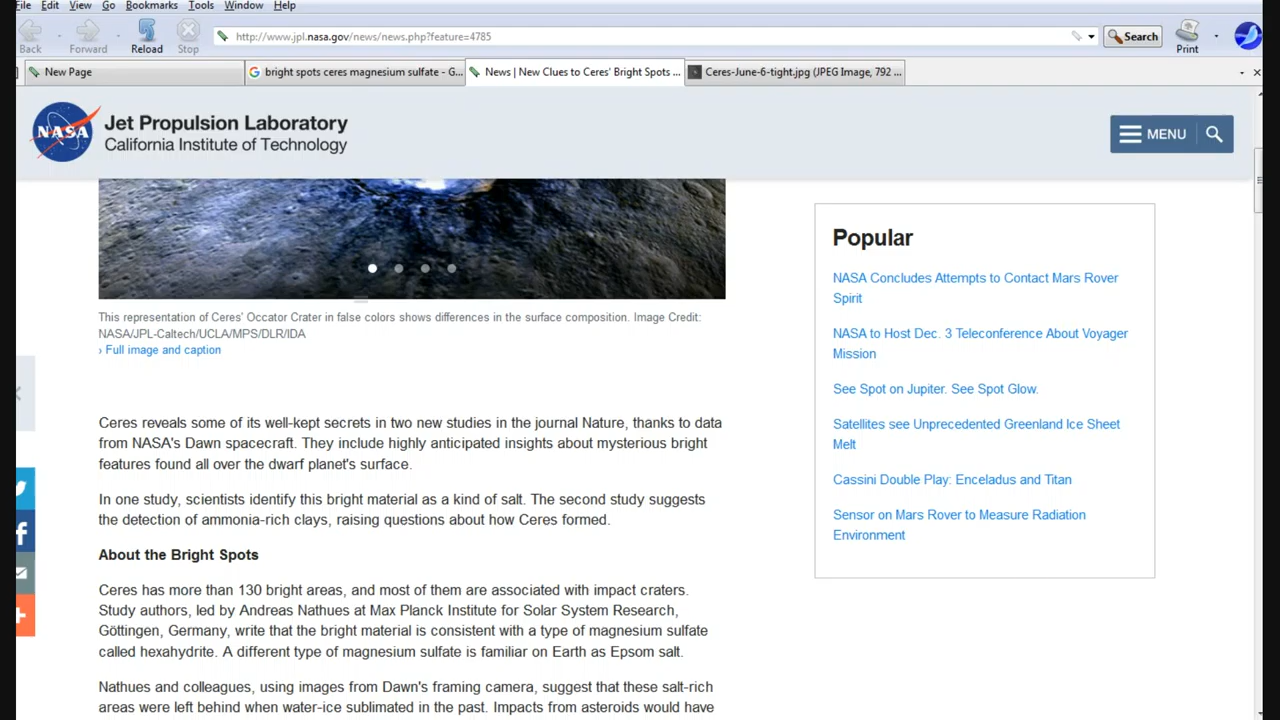 File Edit View Go Bookmarks Tools Window Help
Back Forward Reload Stop http://www.jpl.nasa.gov/news/news.php?feature=4785 Search Print
New Page bright spots ceres magnesium sulfate - G... News | New Clues to Ceres' Bright Spots ... Ceres-June-6-tight.jpg (JPEG Image, 792 ...
NASA Jet Propulsion Laboratory
California Institute of Technology
MENU
This representation of Ceres' Occator Crater in false colors shows differences in the surface composition. Image Credit:
NASA/JPL-Caltech/UCLA/MPS/DLR/IDA
› Full image and caption
Ceres reveals some of its well-kept secrets in two new studies in the journal Nature, thanks to data
from NASA's Dawn spacecraft. They include highly anticipated insights about mysterious bright
features found all over the dwarf planet's surface.
In one study, scientists identify this bright material as a kind of salt. The second study suggests
the detection of ammonia-rich clays, raising questions about how Ceres formed.
About the Bright Spots
Ceres has more than 130 bright areas, and most of them are associated with impact craters.
Study authors, led by Andreas Nathues at Max Planck Institute for Solar System Research,
Göttingen, Germany, write that the bright material is consistent with a type of magnesium sulfate
called hexahydrite. A different type of magnesium sulfate is familiar on Earth as Epsom salt.
Nathues and colleagues, using images from Dawn's framing camera, suggest that these salt-rich
areas were left behind when water-ice sublimated in the past. Impacts from asteroids would have
Popular
NASA Concludes Attempts to Contact Mars Rover
Spirit
NASA to Host Dec. 3 Teleconference About Voyager
Mission
See Spot on Jupiter. See Spot Glow.
Satellites see Unprecedented Greenland Ice Sheet
Melt
Cassini Double Play: Enceladus and Titan
Sensor on Mars Rover to Measure Radiation
Environment